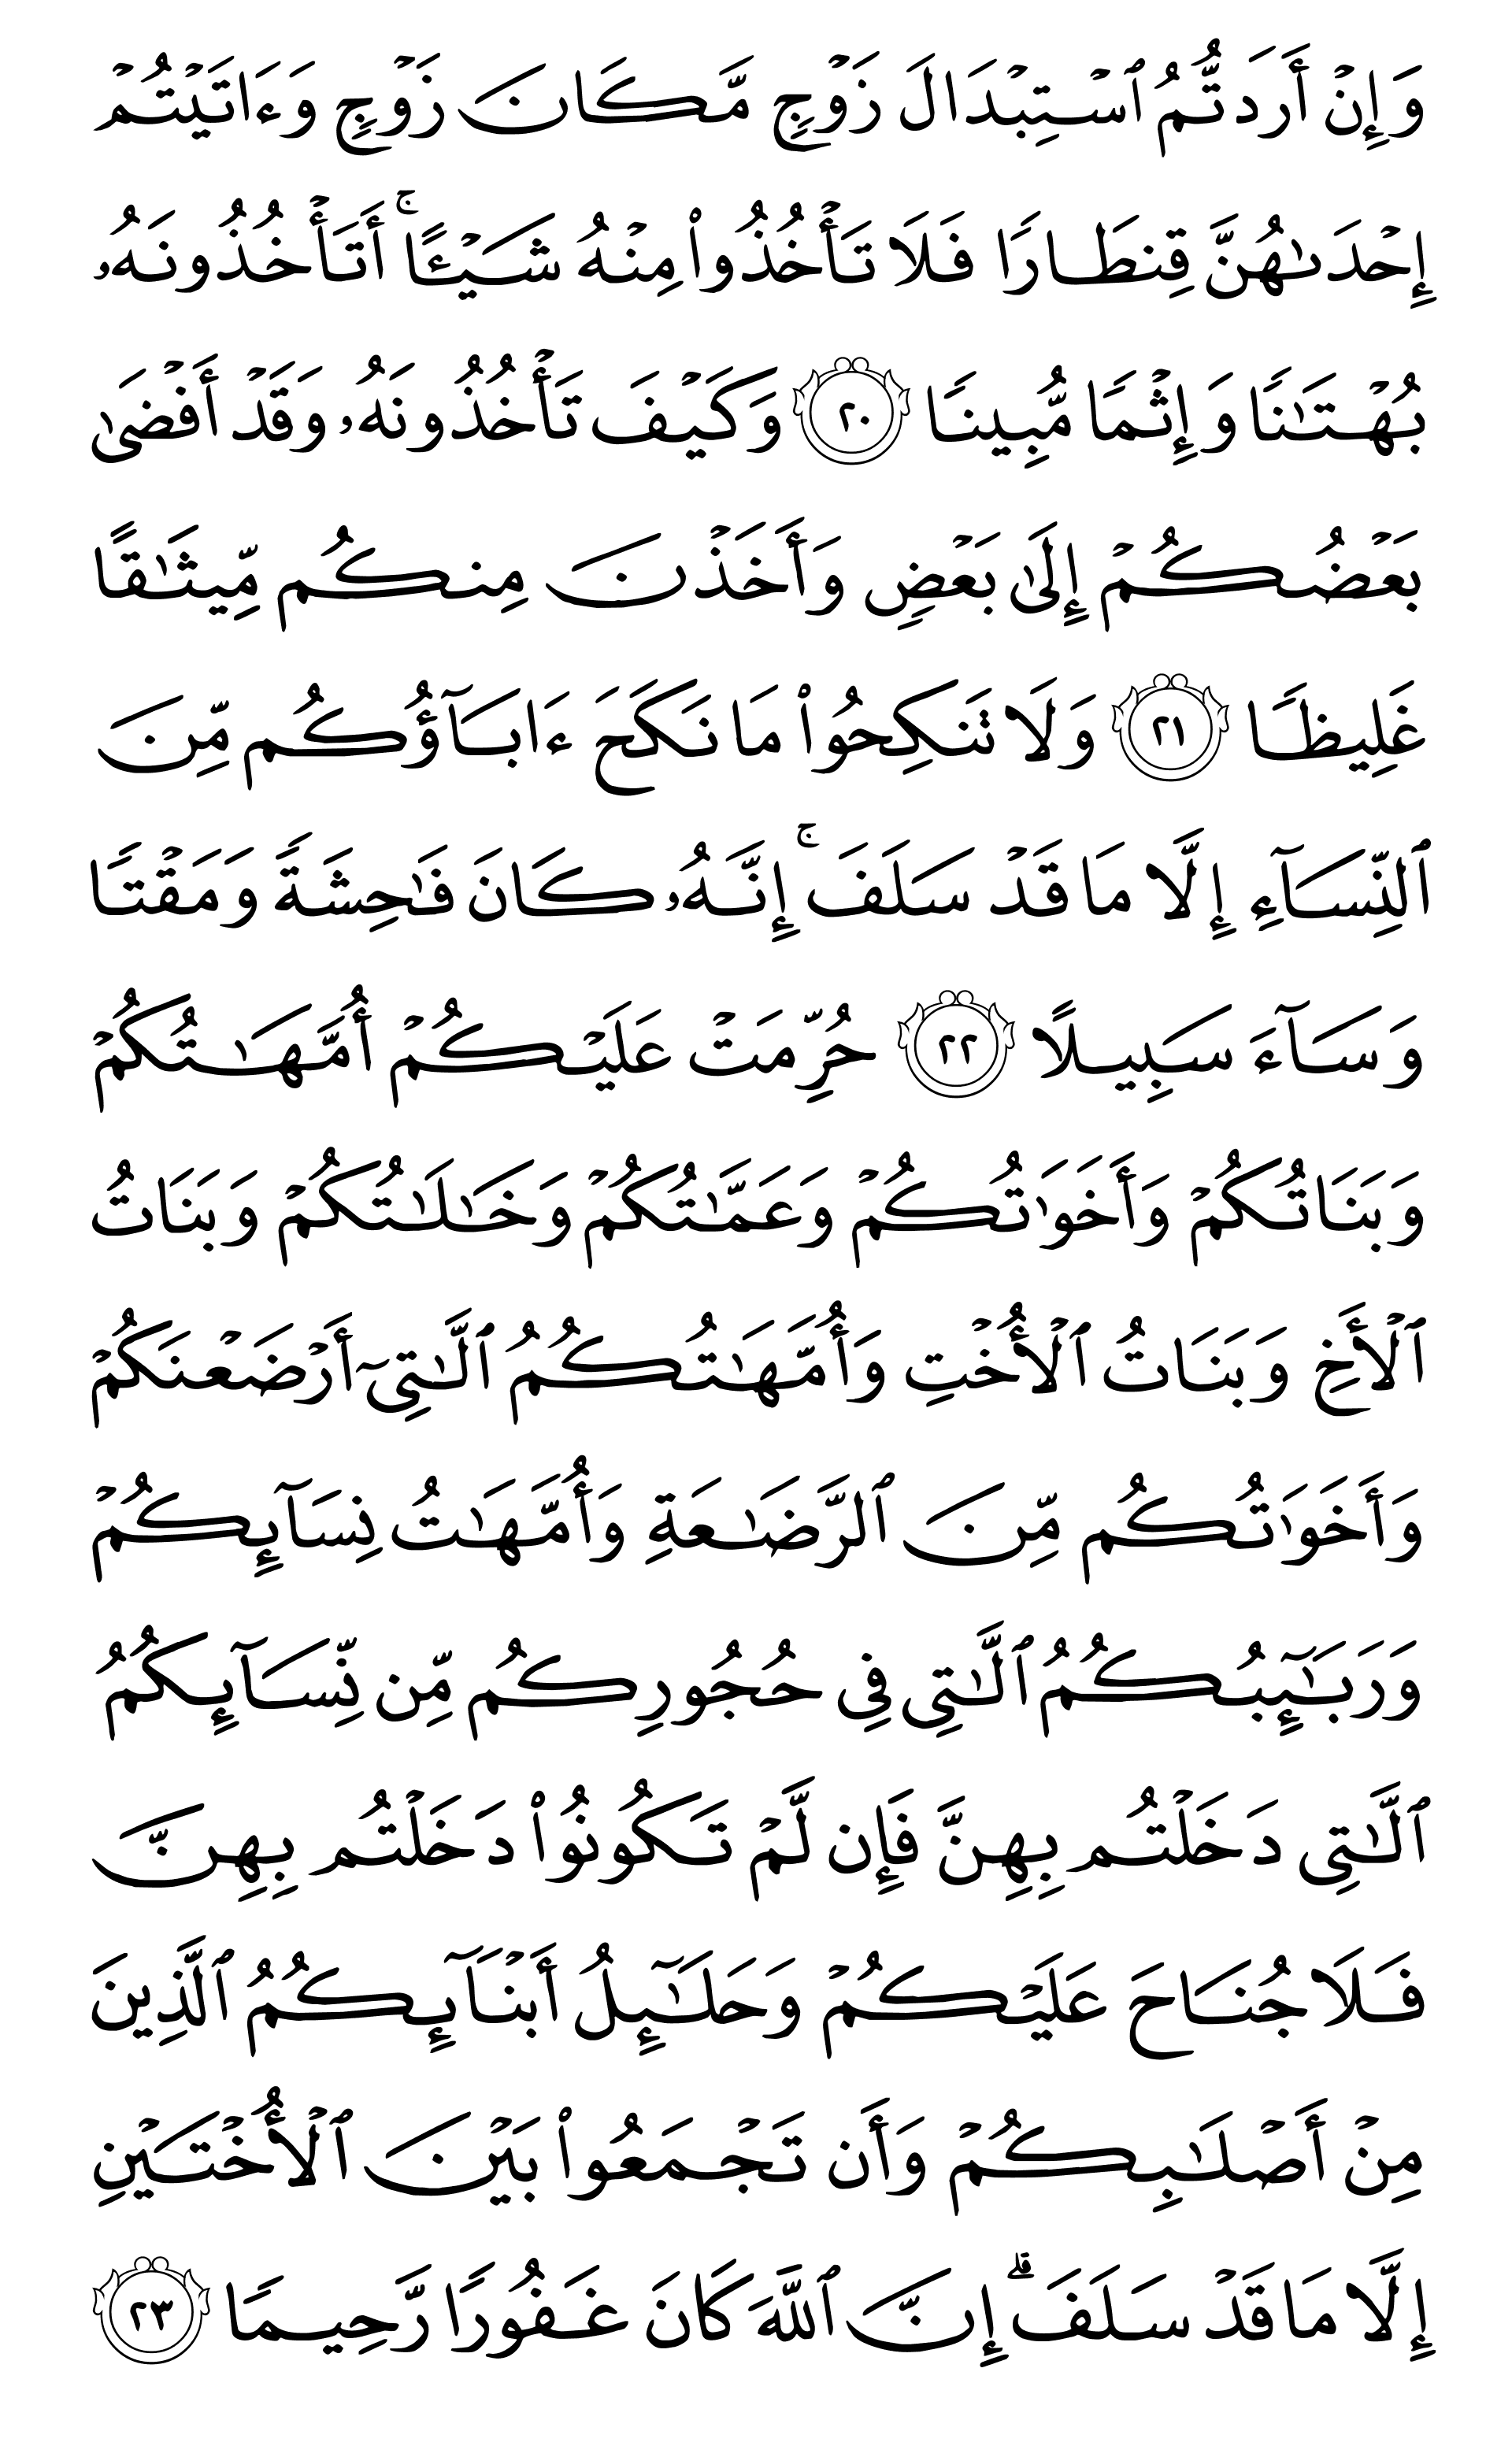 وَإِنْ أَرَدتُّمُ ٱسْتِبْدَالَ زَوْجٍ مَّكَانَ زَوْجٍ وَءَاتَيْتُمْ
إِحْدَىٰهُنَّ قِنطَارًا فَلَا تَأْخُذُوا۟ مِنْهُ شَيْـًٔا ۚ أَتَأْخُذُونَهُۥ
بُهْتَـٰنًا وَإِثْمًا مُّبِينًا ٢٠ وَكَيْفَ تَأْخُذُونَهُۥ وَقَدْ أَفْضَىٰ
بَعْضُكُمْ إِلَىٰ بَعْضٍ وَأَخَذْنَ مِنكُم مِّيثَـٰقًا
غَلِيظًا ٢١ وَلَا تَنكِحُوا۟ مَا نَكَحَ ءَابَآؤُكُم مِّنَ
ٱلنِّسَآءِ إِلَّا مَا قَدْ سَلَفَ ۚ إِنَّهُۥ كَانَ فَـٰحِشَةً وَمَقْتًا
وَسَآءَ سَبِيلًا ٢٢ حُرِّمَتْ عَلَيْكُمْ أُمَّهَـٰتُكُمْ
وَبَنَاتُكُمْ وَأَخَوَٰتُكُمْ وَعَمَّـٰتُكُمْ وَخَـٰلَـٰتُكُمْ وَبَنَاتُ
ٱلْأَخِ وَبَنَاتُ ٱلْأُخْتِ وَأُمَّهَـٰتُكُمُ ٱلَّـٰتِىٓ أَرْضَعْنَكُمْ
وَأَخَوَٰتُكُم مِّنَ ٱلرَّضَـٰعَةِ وَأُمَّهَـٰتُ نِسَآئِكُمْ
وَرَبَـٰٓئِبُكُمُ ٱلَّـٰتِى فِى حُجُورِكُم مِّن نِّسَآئِكُمُ
ٱلَّـٰتِى دَخَلْتُم بِهِنَّ فَإِن لَّمْ تَكُونُوا۟ دَخَلْتُم بِهِنَّ
فَلَا جُنَاحَ عَلَيْكُمْ وَحَلَـٰٓئِلُ أَبْنَآئِكُمُ ٱلَّذِينَ
مِنْ أَصْلَـٰبِكُمْ وَأَن تَجْمَعُوا۟ بَيْنَ ٱلْأُخْتَيْنِ
إِلَّا مَا قَدْ سَلَفَ ۗ إِنَّ ٱللَّهَ كَانَ غَفُورًا رَّحِيمًا ٢٣